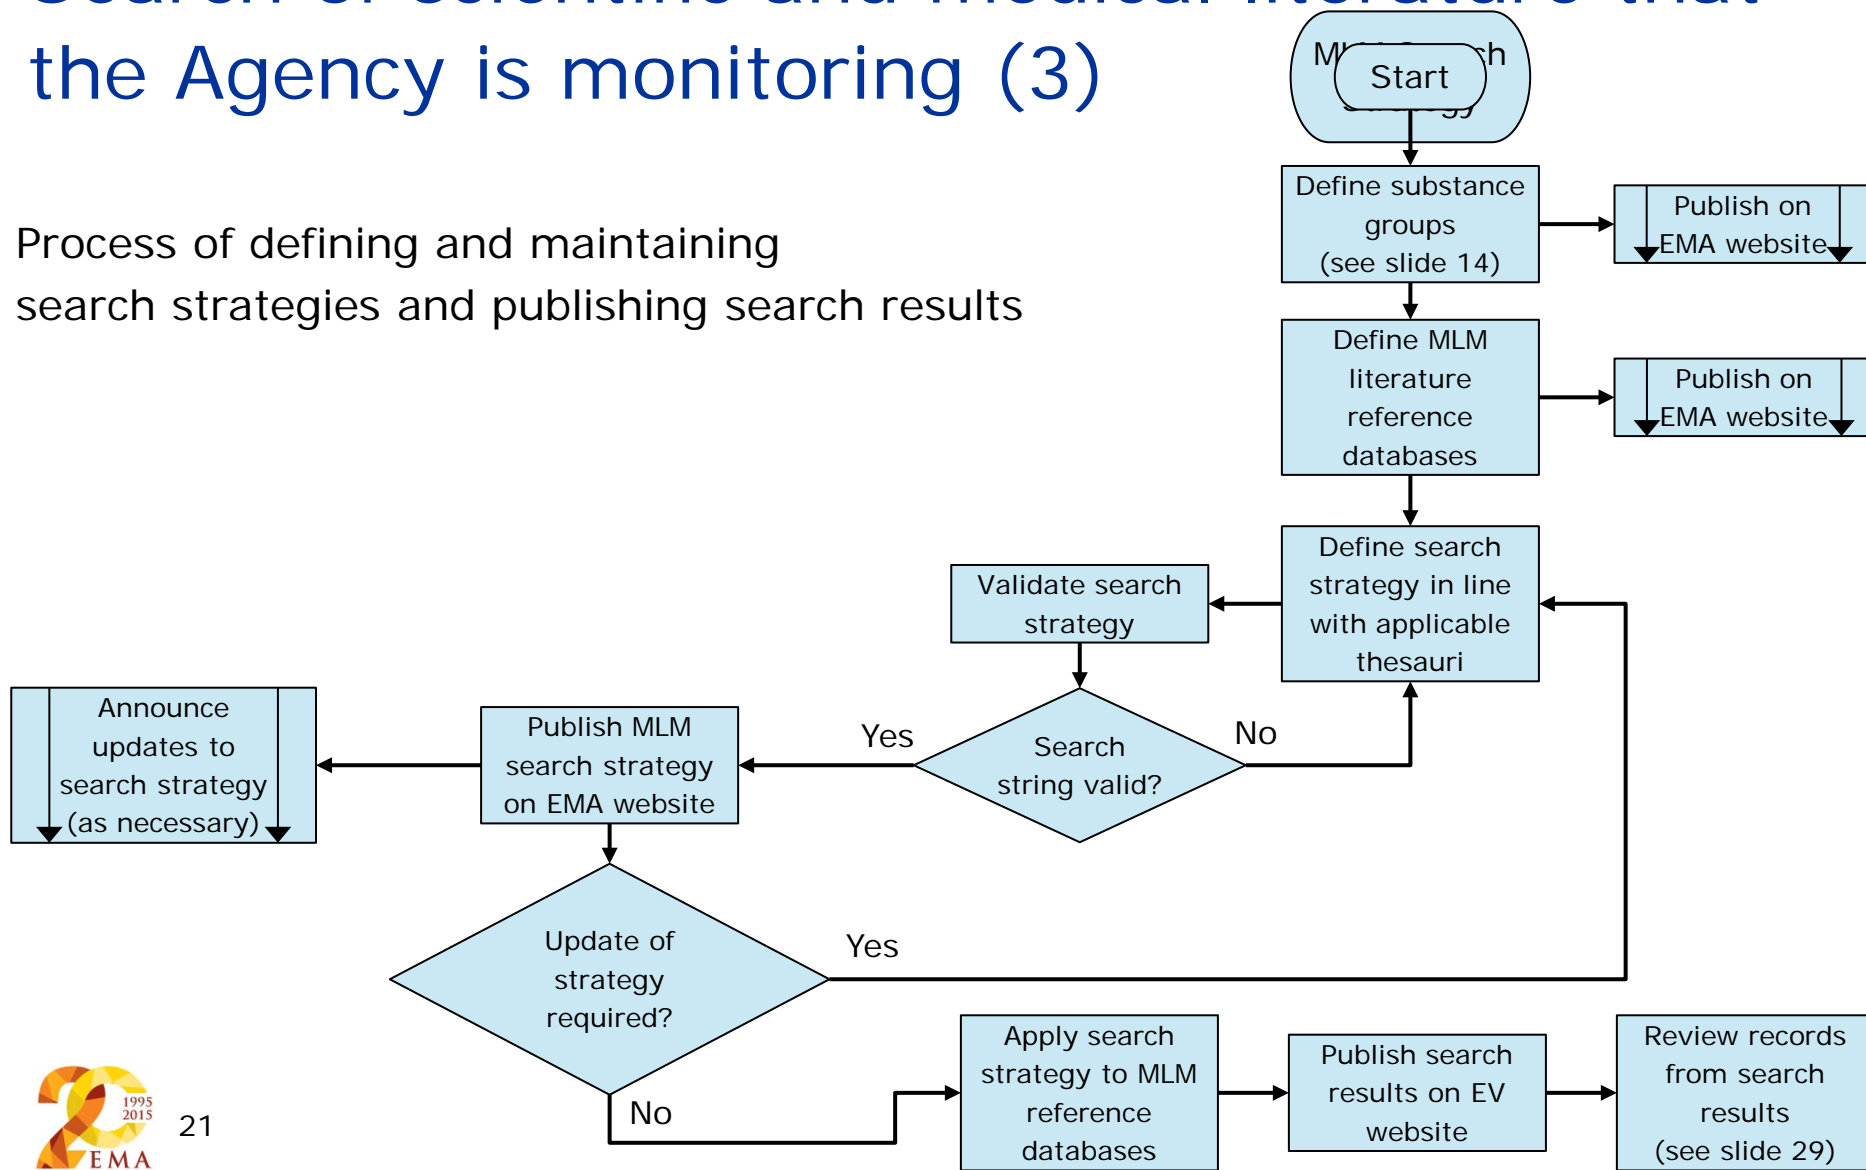 the Agency is monitoring (3)
Start
Process of defining and maintaining
search strategies and publishing search results
Define substance
groups
(see slide 14)
Publish on
EMA website
Define MLM
literature
reference
databases
Publish on
EMA website
Define search
strategy in line
with applicable
thesauri
Validate search
strategy
Search
string valid?
Yes
No
Publish MLM
search strategy
on EMA website
Announce
updates to
search strategy
(as necessary)
Update of
strategy
required?
Yes
No
Apply search
strategy to MLM
reference
databases
Publish search
results on EV
website
Review records
from search
results
(see slide 29)
1995
2015
EMA
21